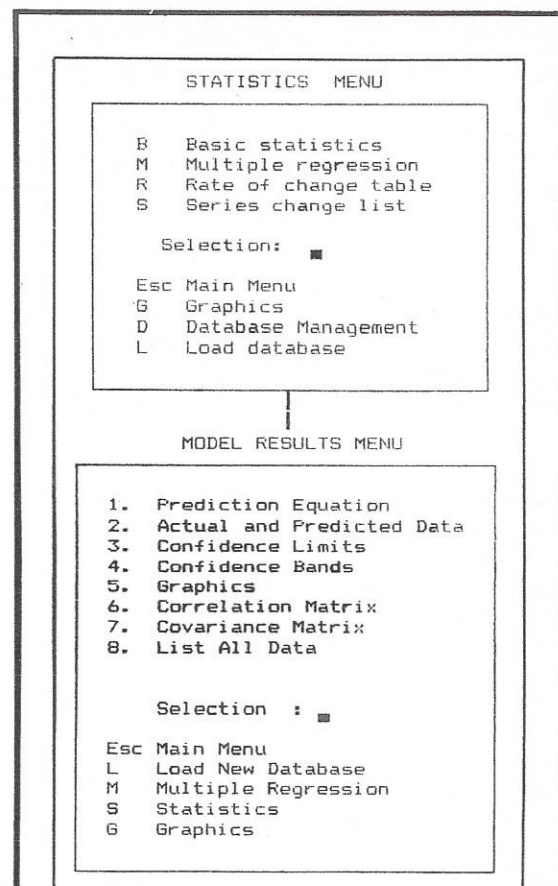 STATISTICS MENU
B Basic statistics
M Multiple regression
R Rate of change table
S Series change list
Selection:
Esc Main Menu
G Graphics
D Database Management
L Load database
MODEL RESULTS MENU
1. Prediction Equation
2. Actual and Predicted Data
3. Confidence Limits
4. Confidence Bands
5. Graphics
6. Correlation Matrix
7. Covariance Matrix
8. List All Data
Selection :
Esc Main Menu
L Load New Database
M Multiple Regression
S Statistics
G Graphics